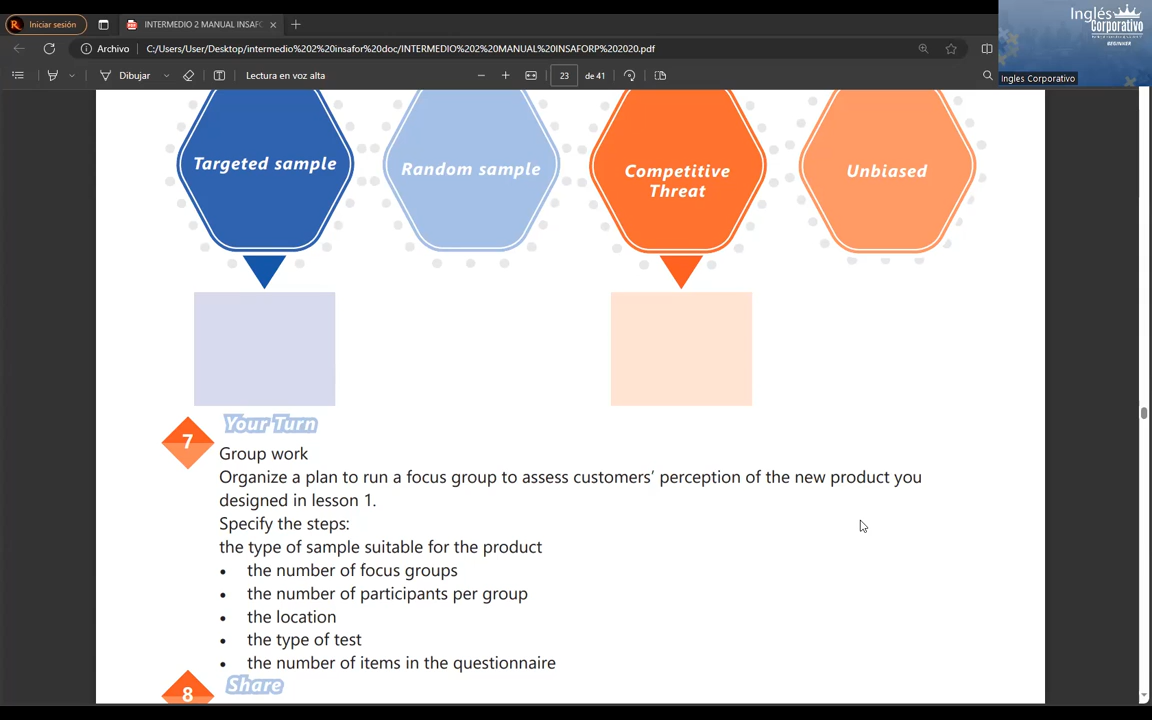 Iniciar sesión
INTERMEDIO 2 MANUAL INSAFO
Archivo
C:/Users/User/Desktop/intermedio%202%20insafor%20doc/INTERMEDIO%202%20MANUAL%20INSAFORP%202020.pdf
Dibujar
Lectura en voz alta
23
de 41
Inglés
Corporativo
BEGINNER
Ingles Corporativo
Targeted sample
Random sample
Competitive
Threat
Unbiased
7
Your Turn
Group work
Organize a plan to run a focus group to assess customers’ perception of the new product you
designed in lesson 1.
Specify the steps:
the type of sample suitable for the product
• the number of focus groups
• the number of participants per group
• the location
• the type of test
• the number of items in the questionnaire
8
Share